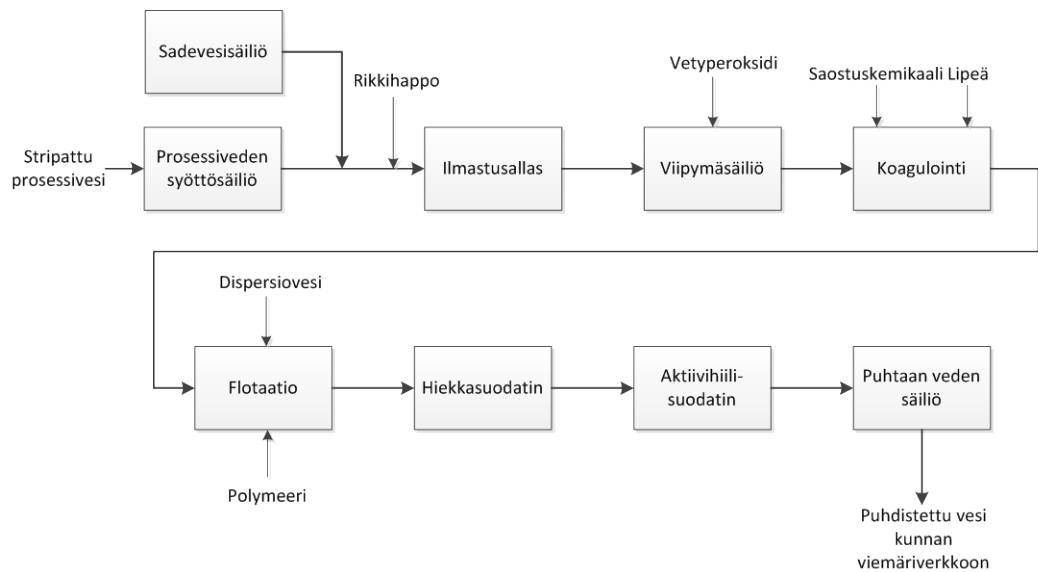 Sadevesisäiliö
Rikkihappo
Vetyperoksidi
Saostuskemikaali Lipeä
Stripattu
prosessivesi
Prosessiveden
syöttösäiliö
Ilmastusallas
Viipymäsäiliö
Koagulointi
Dispersiovesi
Flotaatio
Hiekkasuodatin
Aktiivihiili-
suodatin
Puhtaan veden
säiliö
Polymeeri
Puhdistettu vesi
kunnan
viemäriverkkoon